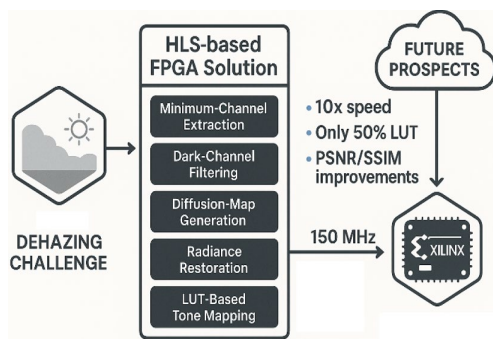 HLS-based
FPGA Solution
Minimum-Channel
Extraction
Dark-Channel
Filtering
Diffusion-Map
Generation
Radiance
Restoration
LUT-Based
Tone Mapping
DEHAZING
CHALLENGE
FUTURE
PROSPECTS
• 10x speed
• Only 50% LUT
• PSNR/SSIM
improvements
150 MHz
XILINX